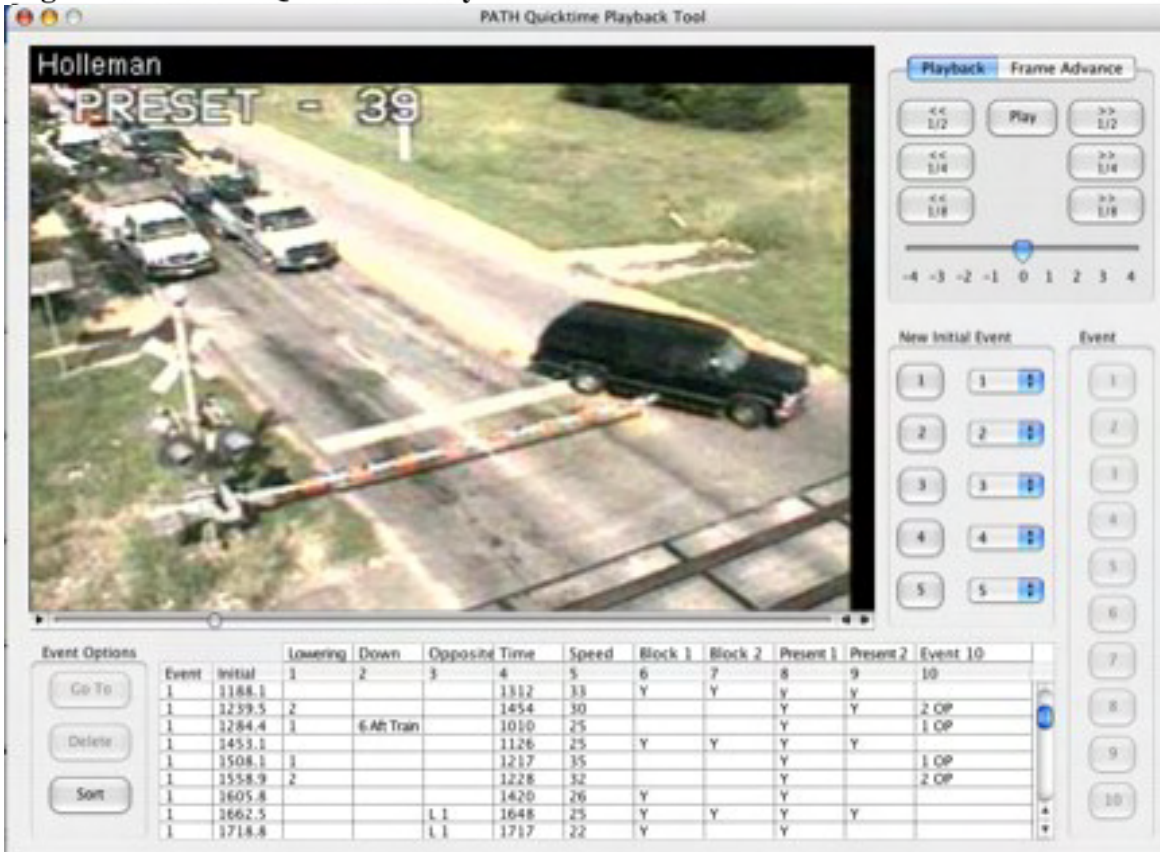 PATH Quicktime Playback Tool
Holleman
PRESET - 39
Playback Frame Advance
<< 1/2 Play >> 1/2
<< 1/4 >> 1/4
<< 1/8 >> 1/8
-4 -3 -2 -1 0 1 2 3 4
New Initial Event Event
1 1 1
2 2 2
3 3 3
4 4 4
5 5 5
6
7
8
9
10
Event Options
Go To
Delete
Sort
Lowering Down Opposite Time Speed Block 1 Block 2 Present 1 Present 2 Event 10
Event Initial 1 2 3 4 5 6 7 8 9 10
1 1188.1 1312 33 Y Y Y Y
1 1239.5 2 1454 30 Y Y 2 OP
1 1284.4 1 6 Aft Train 1010 25 Y 1 OP
1 1453.1 1126 25 Y Y Y Y
1 1508.1 1 1217 35 Y 1 OP
1 1558.9 2 1228 32 Y 2 OP
1 1605.8 1420 26 Y Y
1 1662.5 L 1 1648 25 Y Y Y Y
1 1718.8 L 1 1717 22 Y Y